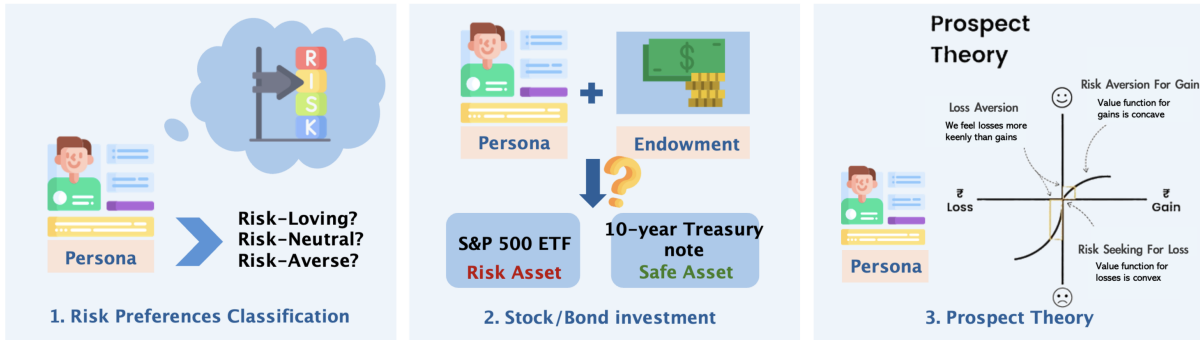 R
I
S
K
Persona
Risk-Loving?
Risk-Neutral?
Risk-Averse?
1. Risk Preferences Classification
$
Persona
Endowment
?
S&P 500 ETF
Risk Asset
10-year Treasury
note
Safe Asset
2. Stock/Bond investment
Prospect
Theory
Risk Aversion For Gain
Value function for
gains is concave
Loss Aversion
We feel losses more
keenly than gains
₹
Loss
₹
Gain
Risk Seeking For Loss
Value function for
losses is convex
Persona
3. Prospect Theory